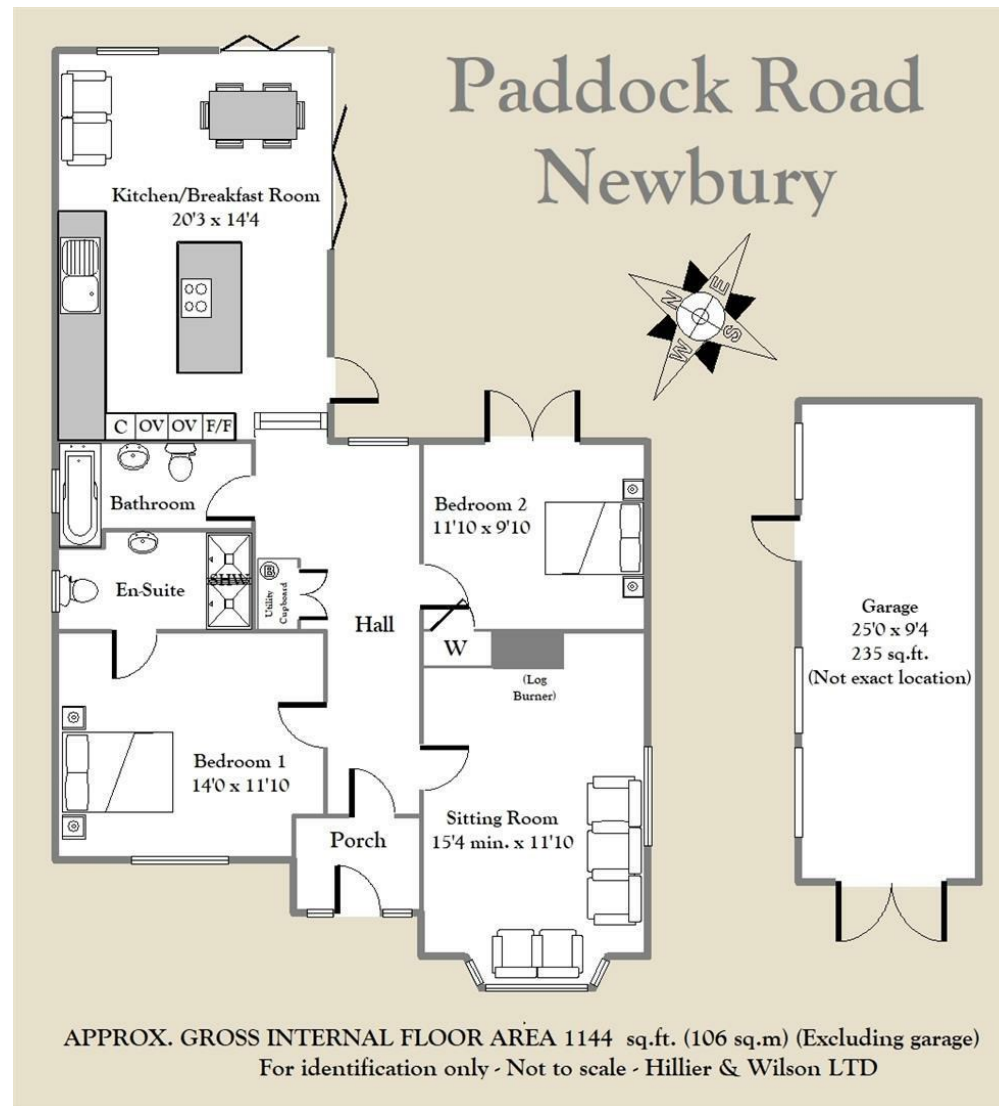 Paddock Road
Newbury
Kitchen/Breakfast Room
20'3 x 14'4
N
E
S
W
C
OV
OV
F/F
Bathroom
Bedroom 2
11'10 x 9'10
En-Suite
SHW
B
Utility
Cupboard
Hall
W
(Log
Burner)
Garage
25'0 x 9'4
235 sq.ft.
(Not exact location)
Bedroom 1
14'0 x 11'10
Sitting Room
15'4 min. x 11'10
Porch
APPROX. GROSS INTERNAL FLOOR AREA 1144 sq.ft. (106 sq.m) (Excluding garage)
For identification only - Not to scale - Hillier & Wilson LTD